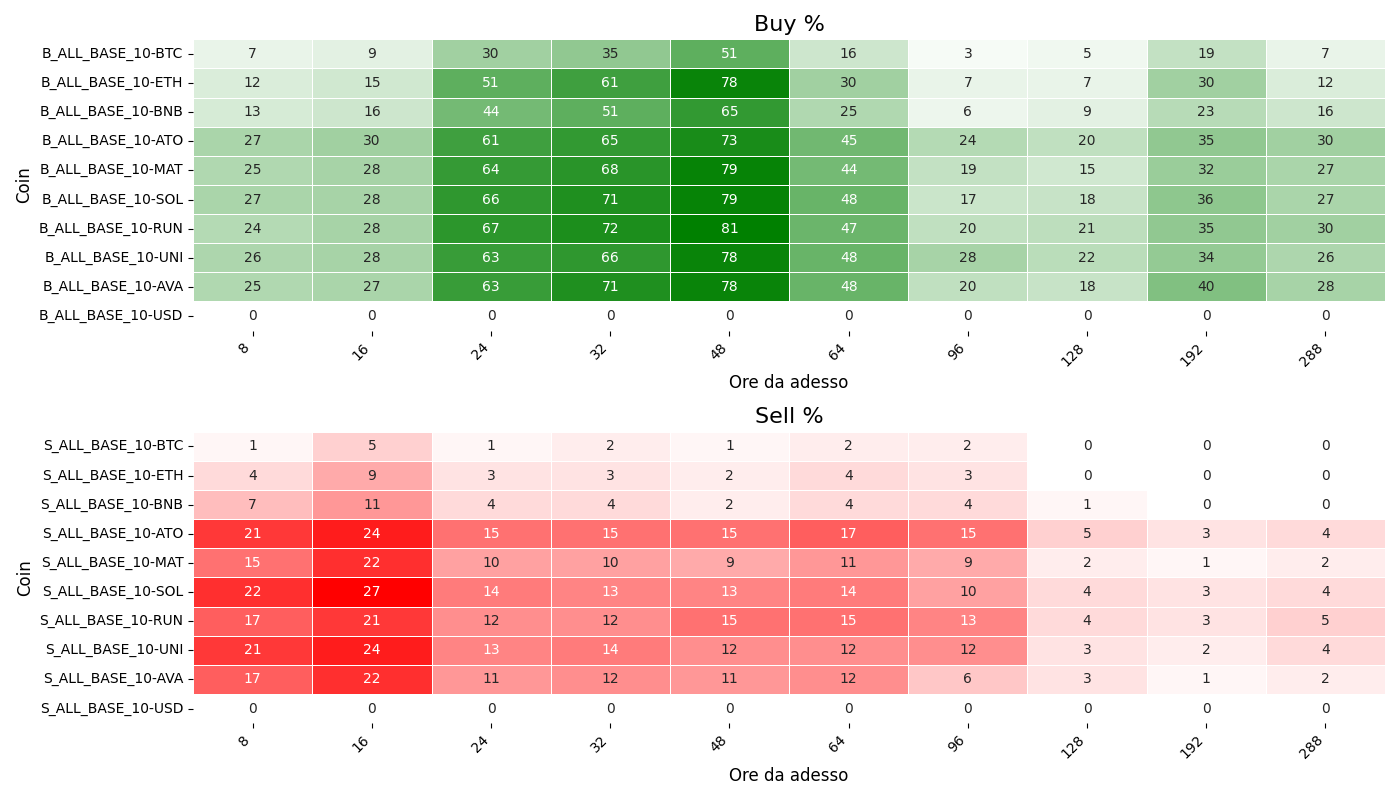 Buy %
Coin
B_ALL_BASE_10-BTC 7 9 30 35 51 16 3 5 19 7
B_ALL_BASE_10-ETH 12 15 51 61 78 30 7 7 30 12
B_ALL_BASE_10-BNB 13 16 44 51 65 25 6 9 23 16
B_ALL_BASE_10-ATO 27 30 61 65 73 45 24 20 35 30
B_ALL_BASE_10-MAT 25 28 64 68 79 44 19 15 32 27
B_ALL_BASE_10-SOL 27 28 66 71 79 48 17 18 36 27
B_ALL_BASE_10-RUN 24 28 67 72 81 47 20 21 35 30
B_ALL_BASE_10-UNI 26 28 63 66 78 48 28 22 34 26
B_ALL_BASE_10-AVA 25 27 63 71 78 48 20 18 40 28
B_ALL_BASE_10-USD 0 0 0 0 0 0 0 0 0 0
8 16 24 32 48 64 96 128 192 288
Ore da adesso
Sell %
Coin
S_ALL_BASE_10-BTC 1 5 1 2 1 2 2 0 0 0
S_ALL_BASE_10-ETH 4 9 3 3 2 4 3 0 0 0
S_ALL_BASE_10-BNB 7 11 4 4 2 4 4 1 0 0
S_ALL_BASE_10-ATO 21 24 15 15 15 17 15 5 3 4
S_ALL_BASE_10-MAT 15 22 10 10 9 11 9 2 1 2
S_ALL_BASE_10-SOL 22 27 14 13 13 14 10 4 3 4
S_ALL_BASE_10-RUN 17 21 12 12 15 15 13 4 3 5
S_ALL_BASE_10-UNI 21 24 13 14 12 12 12 3 2 4
S_ALL_BASE_10-AVA 17 22 11 12 11 12 6 3 1 2
S_ALL_BASE_10-USD 0 0 0 0 0 0 0 0 0 0
8 16 24 32 48 64 96 128 192 288
Ore da adesso